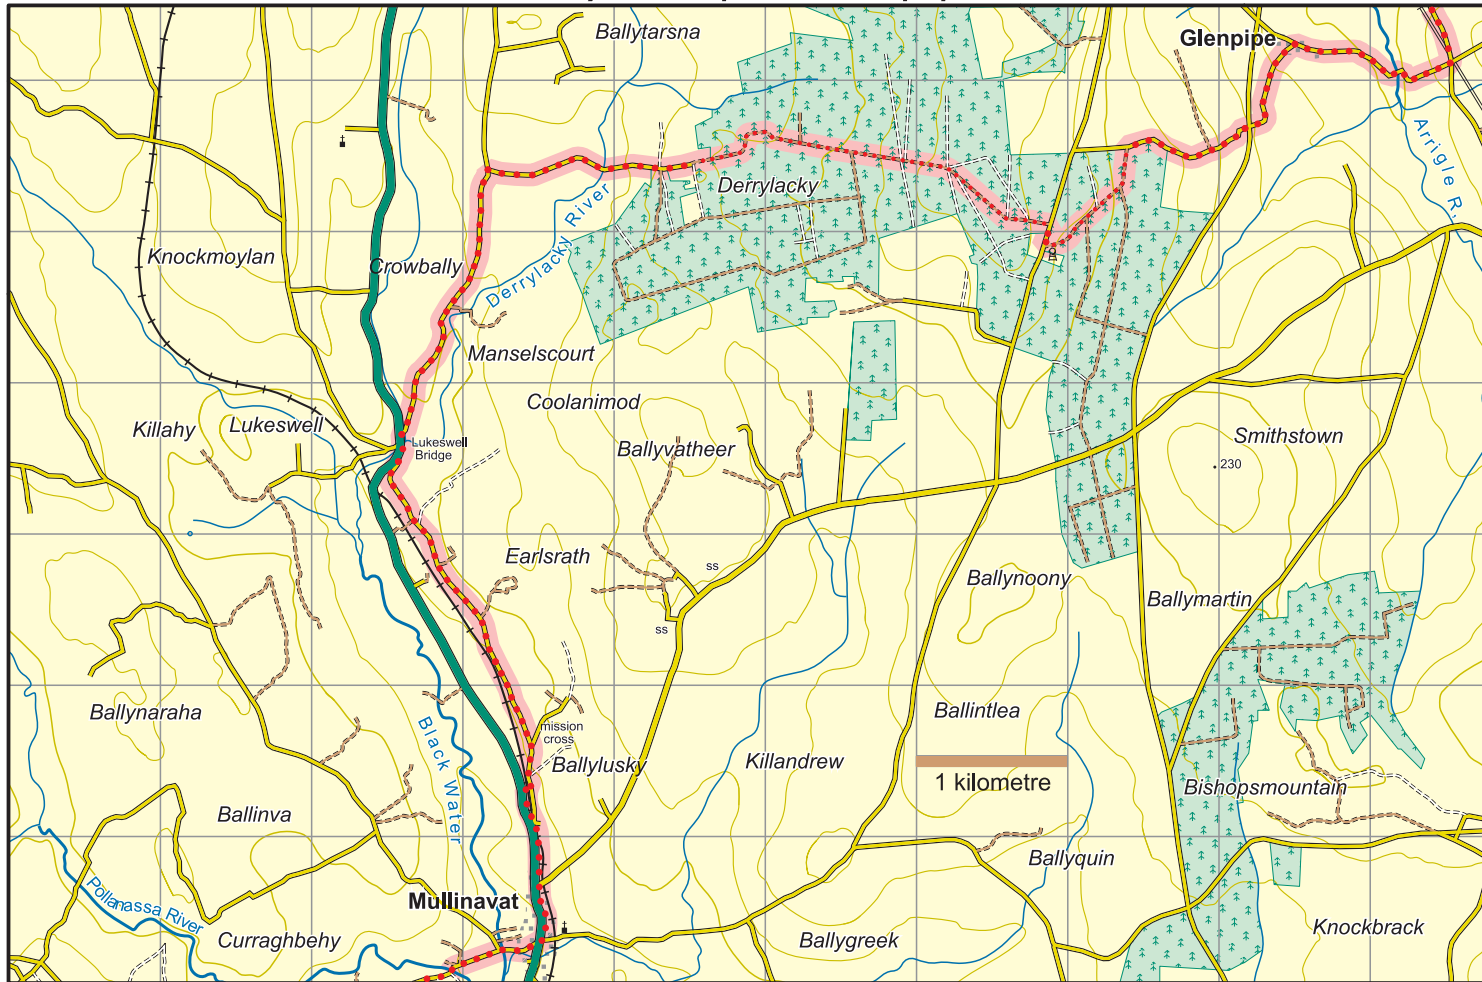 Ballytarsna
Glenpipe
Arrigle R.
Derrylacky
Derrylacky River
Knockmoylan
Crowbally
Manselscourt
Coolanimod
Killahy
Lukeswell
Lukeswell
Bridge
Ballyvatheer
Smithstown
230
Earlsrath
ss
Ballynoony
Ballymartin
ss
Ballynaraha
Black Water
mission
cross
Ballintlea
Ballylusky
Killandrew
1 kilometre
Bishopsmountain
Ballinva
Ballyquin
Pollanassa River
Mullinavat
Curraghbehy
Ballygreek
Knockbrack